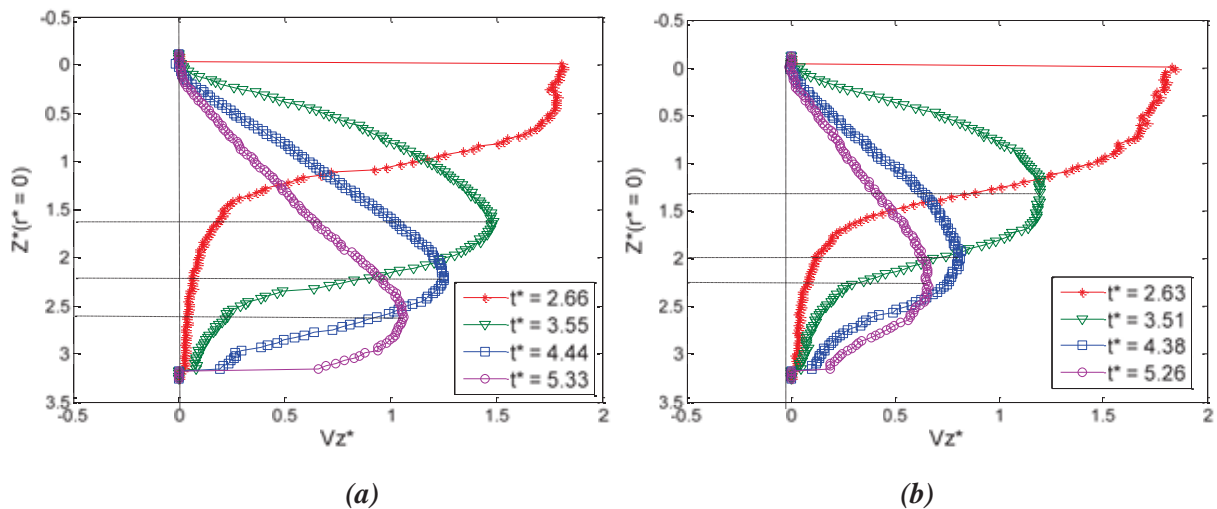 -0.5
0
0.5
1
1.5
2
2.5
3
3.5
Z*(r* = 0)
t* = 2.66
t* = 3.55
t* = 4.44
t* = 5.33
-0.5 0 0.5 1 1.5 2
Vz*
(a)
-0.5
0
0.5
1
1.5
2
2.5
3
3.5
Z*(r* = 0)
t* = 2.63
t* = 3.51
t* = 4.38
t* = 5.26
-0.5 0 0.5 1 1.5 2
Vz*
(b)